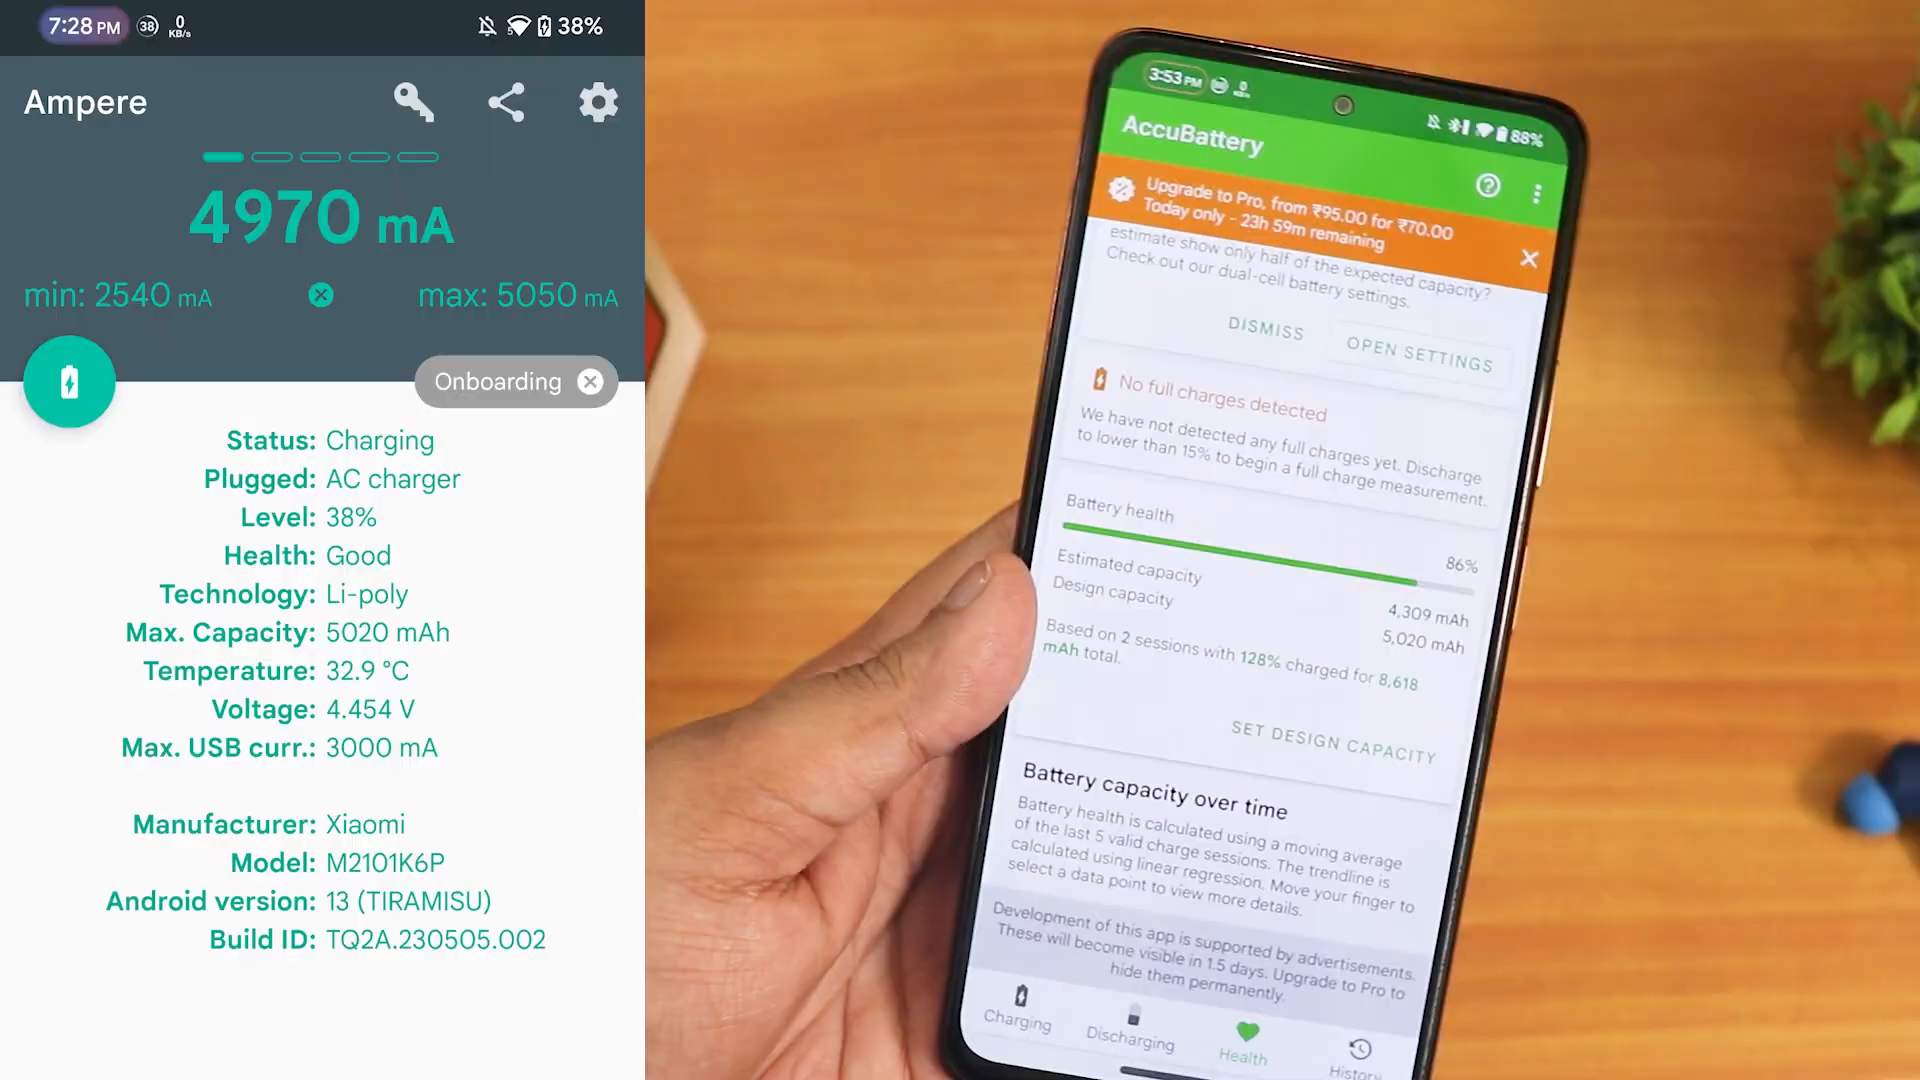 7:28 PM 38 0 KB/s 5 38%
Ampere
4970 mA
min: 2540 mA max: 5050 mA
Onboarding
Status: Charging
Plugged: AC charger
Level: 38%
Health: Good
Technology: Li-poly
Max. Capacity: 5020 mAh
Temperature: 32.9 °C
Voltage: 4.454 V
Max. USB curr.: 3000 mA
Manufacturer: Xiaomi
Model: M2101K6P
Android version: 13 (TIRAMISU)
Build ID: TQ2A.230505.002
3:53 PM 88%
AccuBattery
Upgrade to Pro, from ₹95.00 for ₹70.00
Today only - 23h 59m remaining
estimate show only half of the expected capacity?
Check out our dual-cell battery settings.
DISMISS OPEN SETTINGS
No full charges detected
We have not detected any full charges yet. Discharge
to lower than 15% to begin a full charge measurement.
Battery health
86%
Estimated capacity 4,309 mAh
Design capacity 5,020 mAh
Based on 2 sessions with 128% charged for 8,618
mAh total.
SET DESIGN CAPACITY
Battery capacity over time
Battery health is calculated using a moving average
of the last 5 valid charge sessions. The trendline is
calculated using linear regression. Move your finger to
select a data point to view more details.
Development of this app is supported by advertisements.
These will become visible in 1.5 days. Upgrade to Pro to
hide them permanently.
Charging Discharging Health History